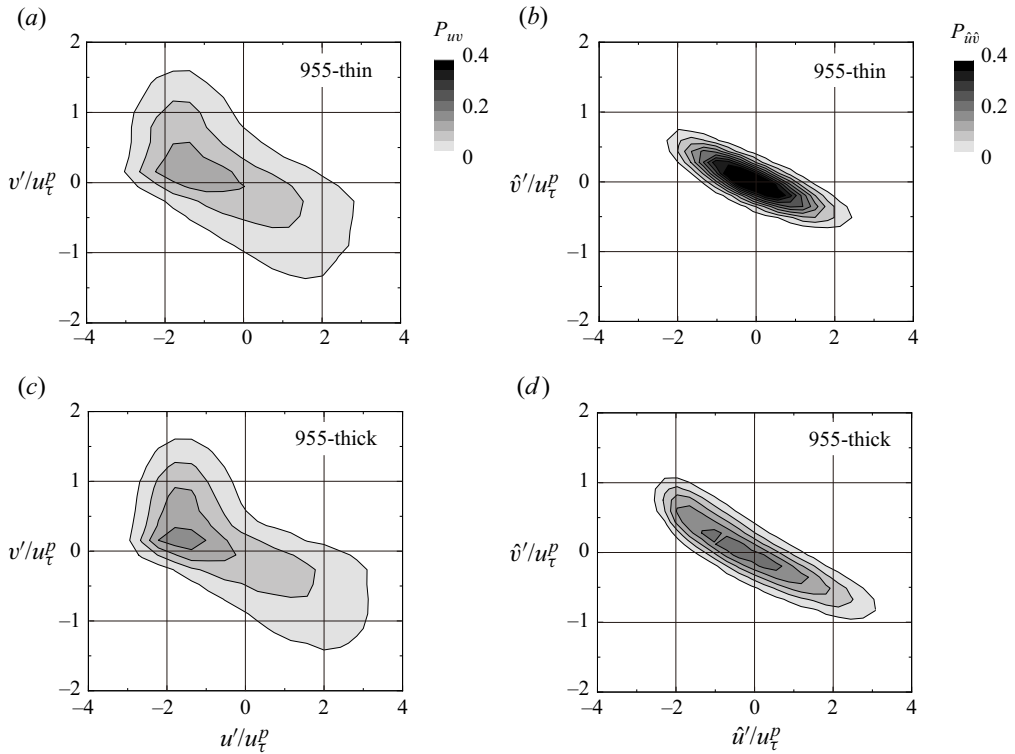 (a)
P_uv
0.4
0.2
0
955-thin
2
1
0
–1
–2
v′/u_τ^p
–4 –2 0 2 4
(b)
P_ûv̂
0.4
0.2
0
955-thin
2
1
0
–1
–2
v̂′/u_τ^p
–4 –2 0 2 4
(c)
955-thick
2
1
0
–1
–2
v′/u_τ^p
–4 –2 0 2 4
u′/u_τ^p
(d)
955-thick
2
1
0
–1
–2
v̂′/u_τ^p
–4 –2 0 2 4
û′/u_τ^p